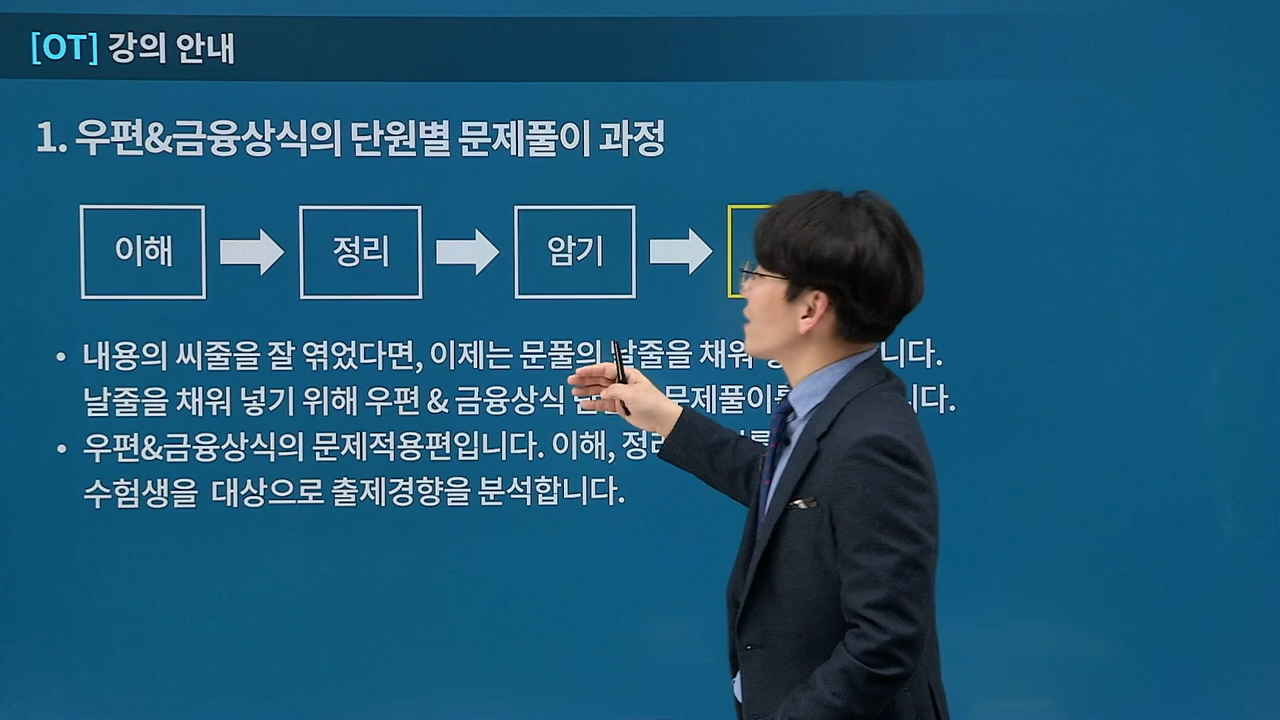 [OT] 강의 안내
1. 우편&금융상식의 단원별 문제풀이 과정
이해 정리 암기
내용의 씨줄을 잘 엮었다면, 이제는 문풀의 날줄을 채워 니다.
날줄을 채워 넣기 위해 우편 & 금융상식 문제풀이를 니다.
우편&금융상식의 문제적용편입니다. 이해, 정리
수험생을 대상으로 출제경향을 분석합니다.